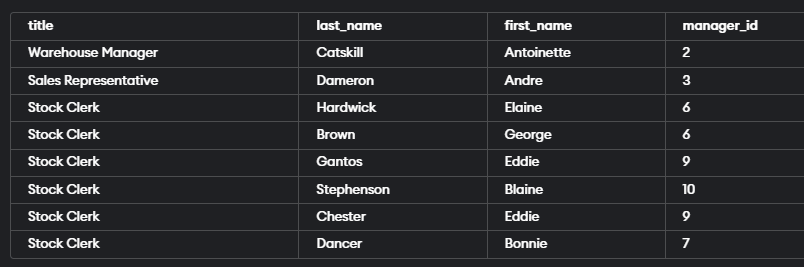 title last_name first_name manager_id
Warehouse Manager Catskill Antoinette 2
Sales Representative Dameron Andre 3
Stock Clerk Hardwick Elaine 6
Stock Clerk Brown George 6
Stock Clerk Gantos Eddie 9
Stock Clerk Stephenson Blaine 10
Stock Clerk Chester Eddie 9
Stock Clerk Dancer Bonnie 7